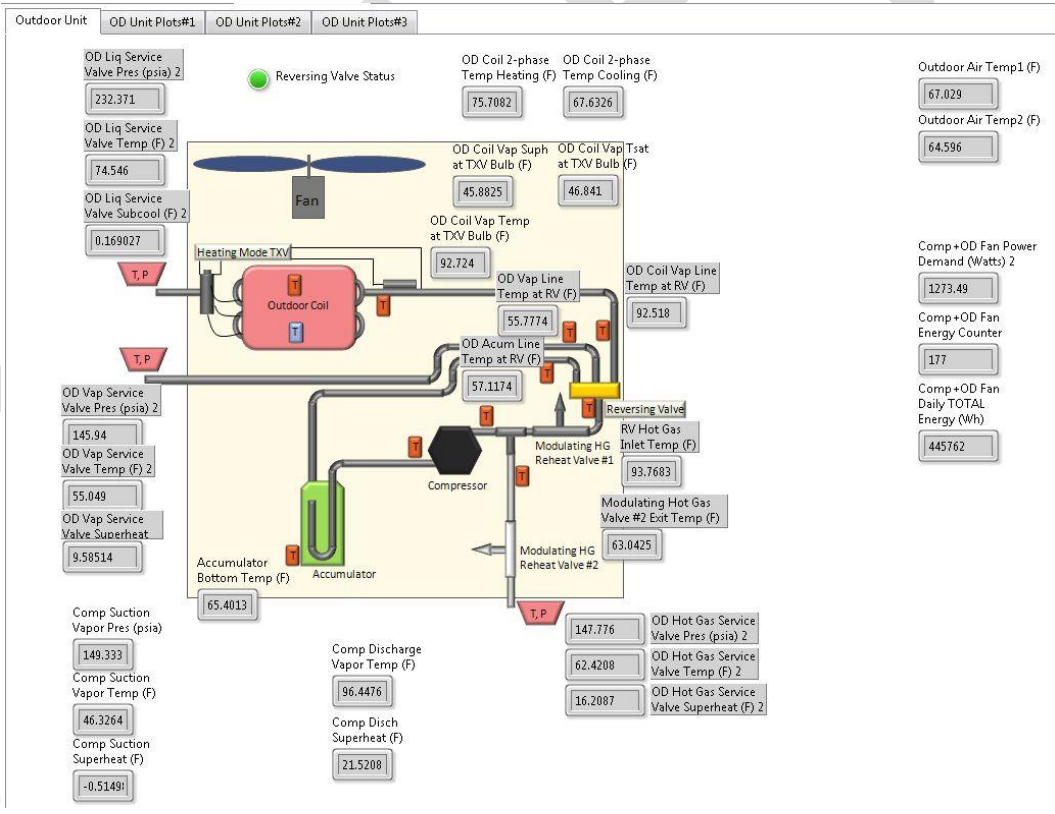 Outdoor Unit
OD Unit Plots#1
OD Unit Plots#2
OD Unit Plots#3
OD Liq Service
Valve Pres (psia) 2
232.371
OD Liq Service
Valve Temp (F) 2
74.546
OD Liq Service
Valve Subcool (F) 2
0.169027
Reversing Valve Status
OD Coil 2-phase
Temp Heating (F)
75.7082
OD Coil 2-phase
Temp Cooling (F)
67.6326
Outdoor Air Temp1 (F)
67.029
Outdoor Air Temp2 (F)
64.596
Fan
OD Coil Vap Suph
at TXV Bulb (F)
45.8825
OD Coil Vap Tsat
at TXV Bulb (F)
46.841
OD Coil Vap Temp
at TXV Bulb (F)
92.724
Heating Mode TXV
T, P
T
Outdoor Coil
T
T
OD Vap Line
Temp at RV (F)
55.7774
OD Coil Vap Line
Temp at RV (F)
92.518
T
T
Comp+OD Fan Power
Demand (Watts) 2
1273.49
Comp+OD Fan
Energy Counter
177
Comp+OD Fan
Daily TOTAL
Energy (Wh)
445762
T, P
OD Acum Line
Temp at RV (F)
57.1174
T
OD Vap Service
Valve Pres (psia) 2
145.94
OD Vap Service
Valve Temp (F) 2
55.049
OD Vap Service
Valve Superheat
9.58514
T
T
T
Reversing Valve
RV Hot Gas
Inlet Temp (F)
93.7683
Modulating HG
Reheat Valve #1
Compressor
T
Modulating Hot Gas
Valve #2 Exit Temp (F)
63.0425
Modulating HG
Reheat Valve #2
T
Accumulator
Accumulator
Bottom Temp (F)
65.4013
T, P
147.776
OD Hot Gas Service
Valve Pres (psia) 2
62.4208
OD Hot Gas Service
Valve Temp (F) 2
16.2087
OD Hot Gas Service
Valve Superheat (F) 2
Comp Suction
Vapor Pres (psia)
149.333
Comp Suction
Vapor Temp (F)
46.3264
Comp Suction
Superheat (F)
-0.5149
Comp Discharge
Vapor Temp (F)
96.4476
Comp Disch
Superheat (F)
21.5208